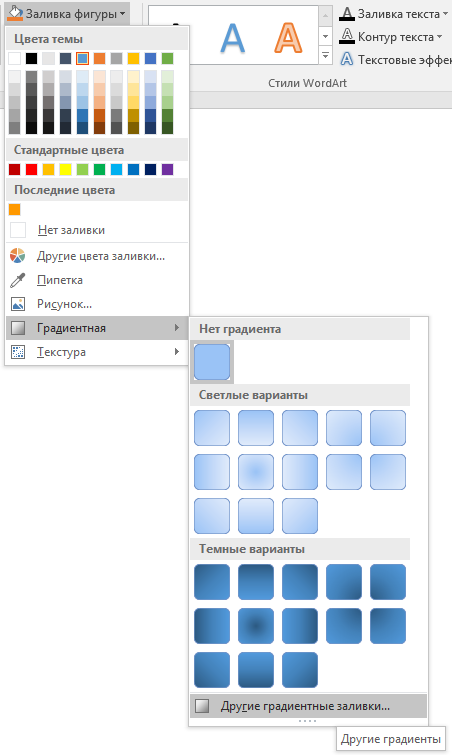 Заливка фигуры
Заливка текста
Контур текста
Текстовые эффек
A
A
A
A
A
Стили WordArt
Цвета темы
Стандартные цвета
Последние цвета
Нет заливки
Другие цвета заливки...
Пипетка
Рисунок...
Градиентная
Текстура
Нет градиента
Светлые варианты
Темные варианты
Другие градиентные заливки...
Другие градиенты